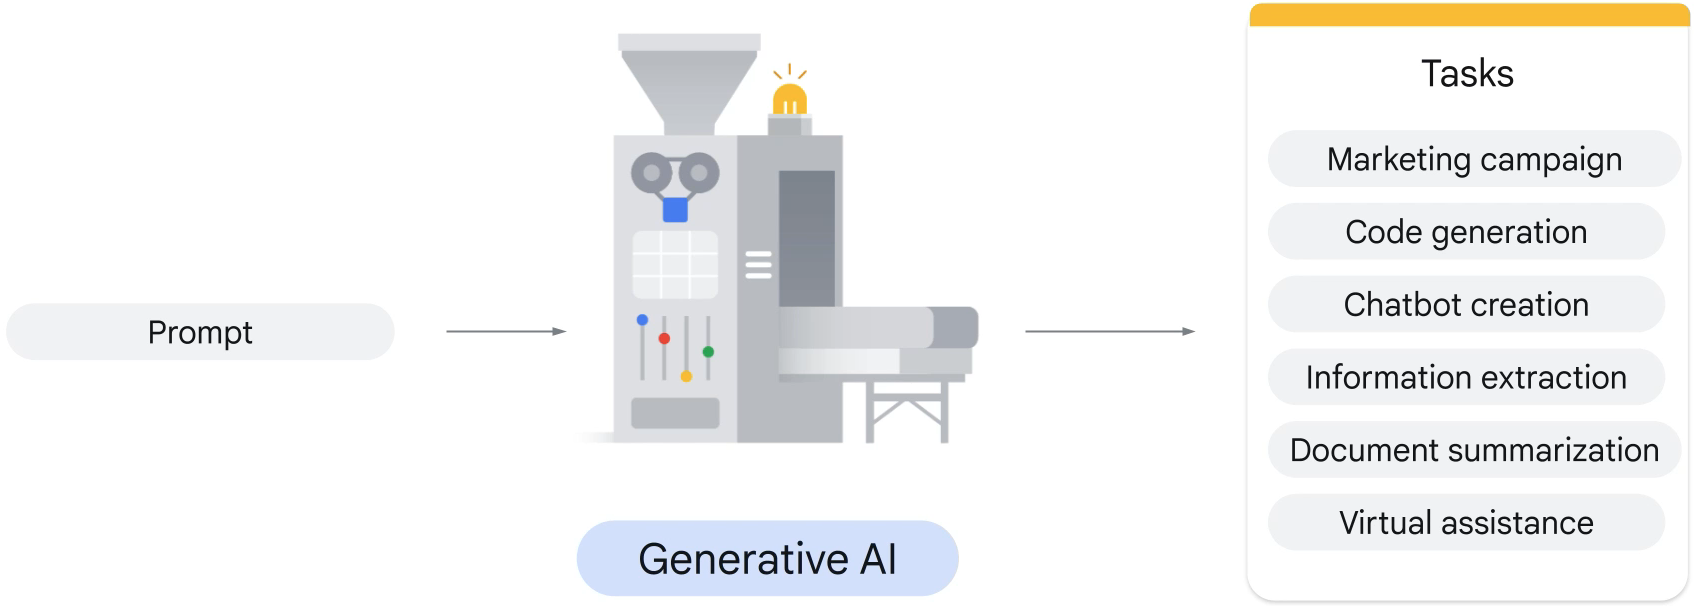 Prompt
Generative AI
Tasks
Marketing campaign
Code generation
Chatbot creation
Information extraction
Document summarization
Virtual assistance